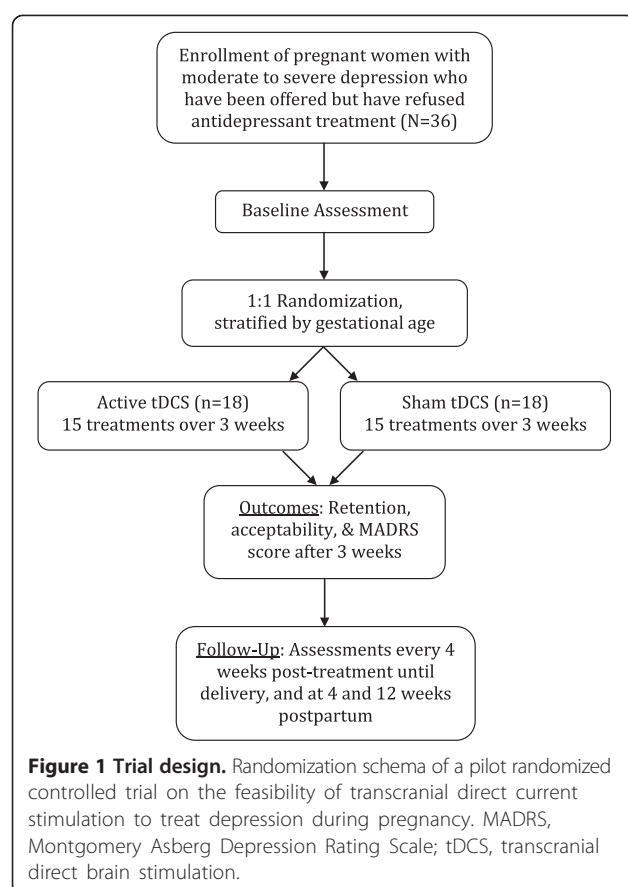 Enrollment of pregnant women with
moderate to severe depression who
have been offered but have refused
antidepressant treatment (N=36)
Baseline Assessment
1:1 Randomization,
stratified by gestational age
Active tDCS (n=18)
15 treatments over 3 weeks
Sham tDCS (n=18)
15 treatments over 3 weeks
Outcomes: Retention,
acceptability, & MADRS
score after 3 weeks
Follow-Up: Assessments every 4
weeks post-treatment until
delivery, and at 4 and 12 weeks
postpartum
Figure 1 Trial design. Randomization schema of a pilot randomized
controlled trial on the feasibility of transcranial direct current
stimulation to treat depression during pregnancy. MADRS,
Montgomery Asberg Depression Rating Scale; tDCS, transcranial
direct brain stimulation.